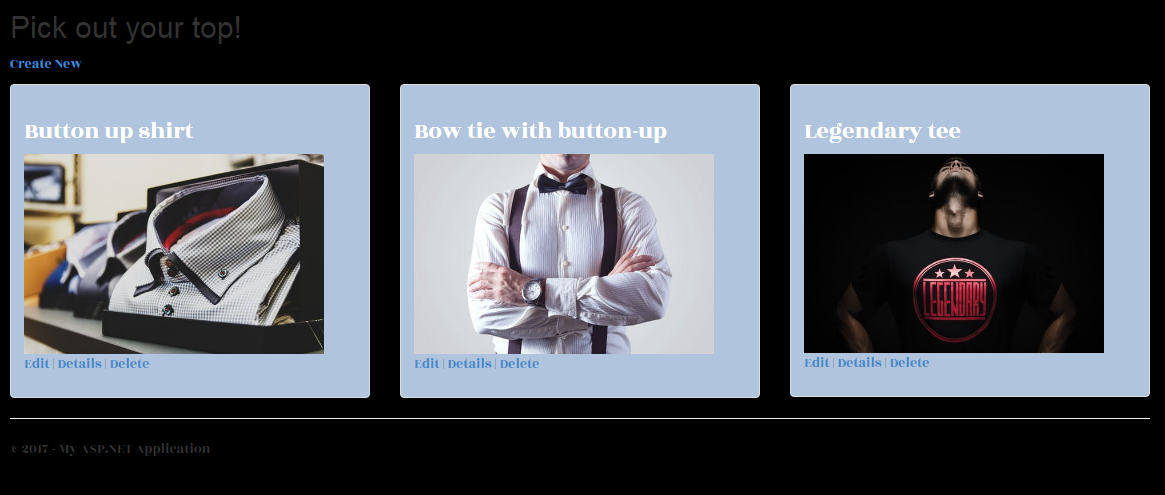 Pick out your top!
Create New
Button up shirt
Bow tie with button-up
Legendary tee
LEGENDARY
Edit | Details | Delete
Edit | Details | Delete
Edit | Details | Delete
© 2017 - My ASP.NET Application